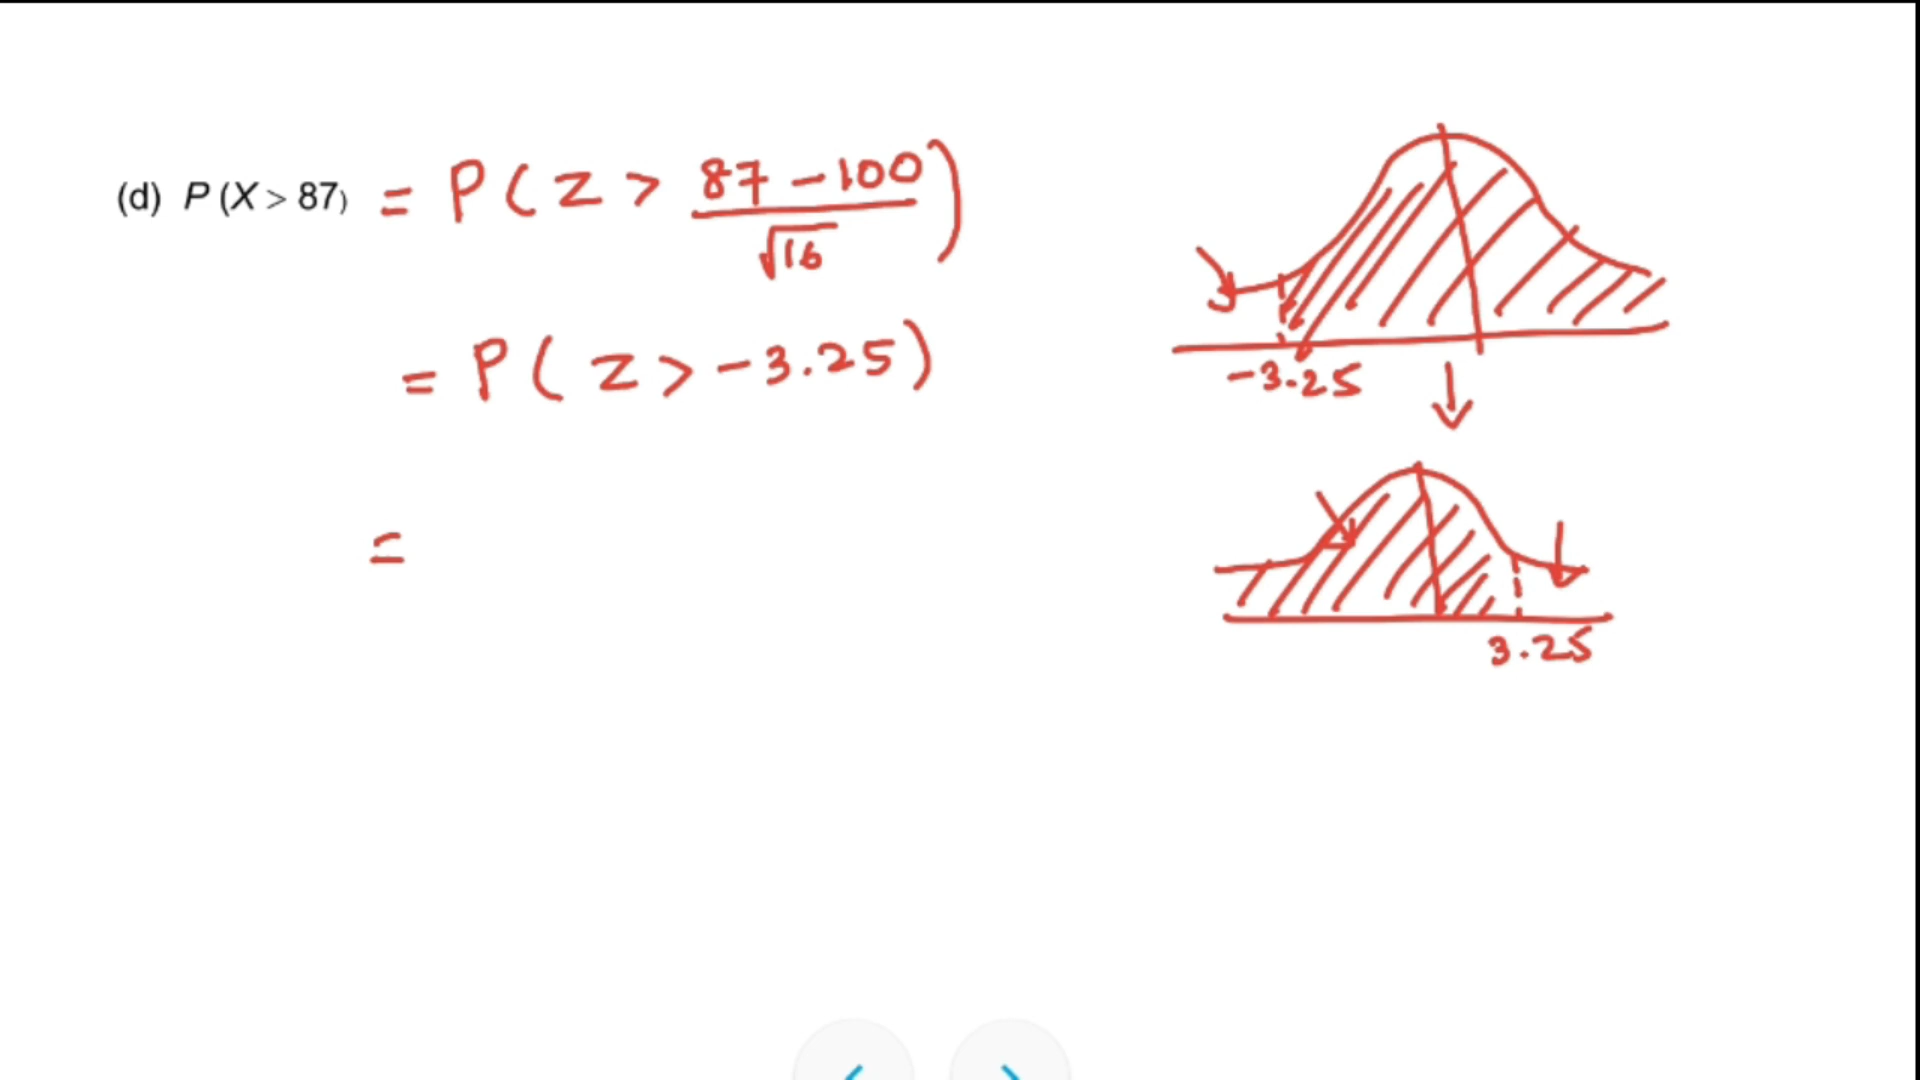 (d) P (X > 87) = P ( Z > (87 – 100) / √16 )
= P ( Z > - 3.25 )
=
-3.25
3.25